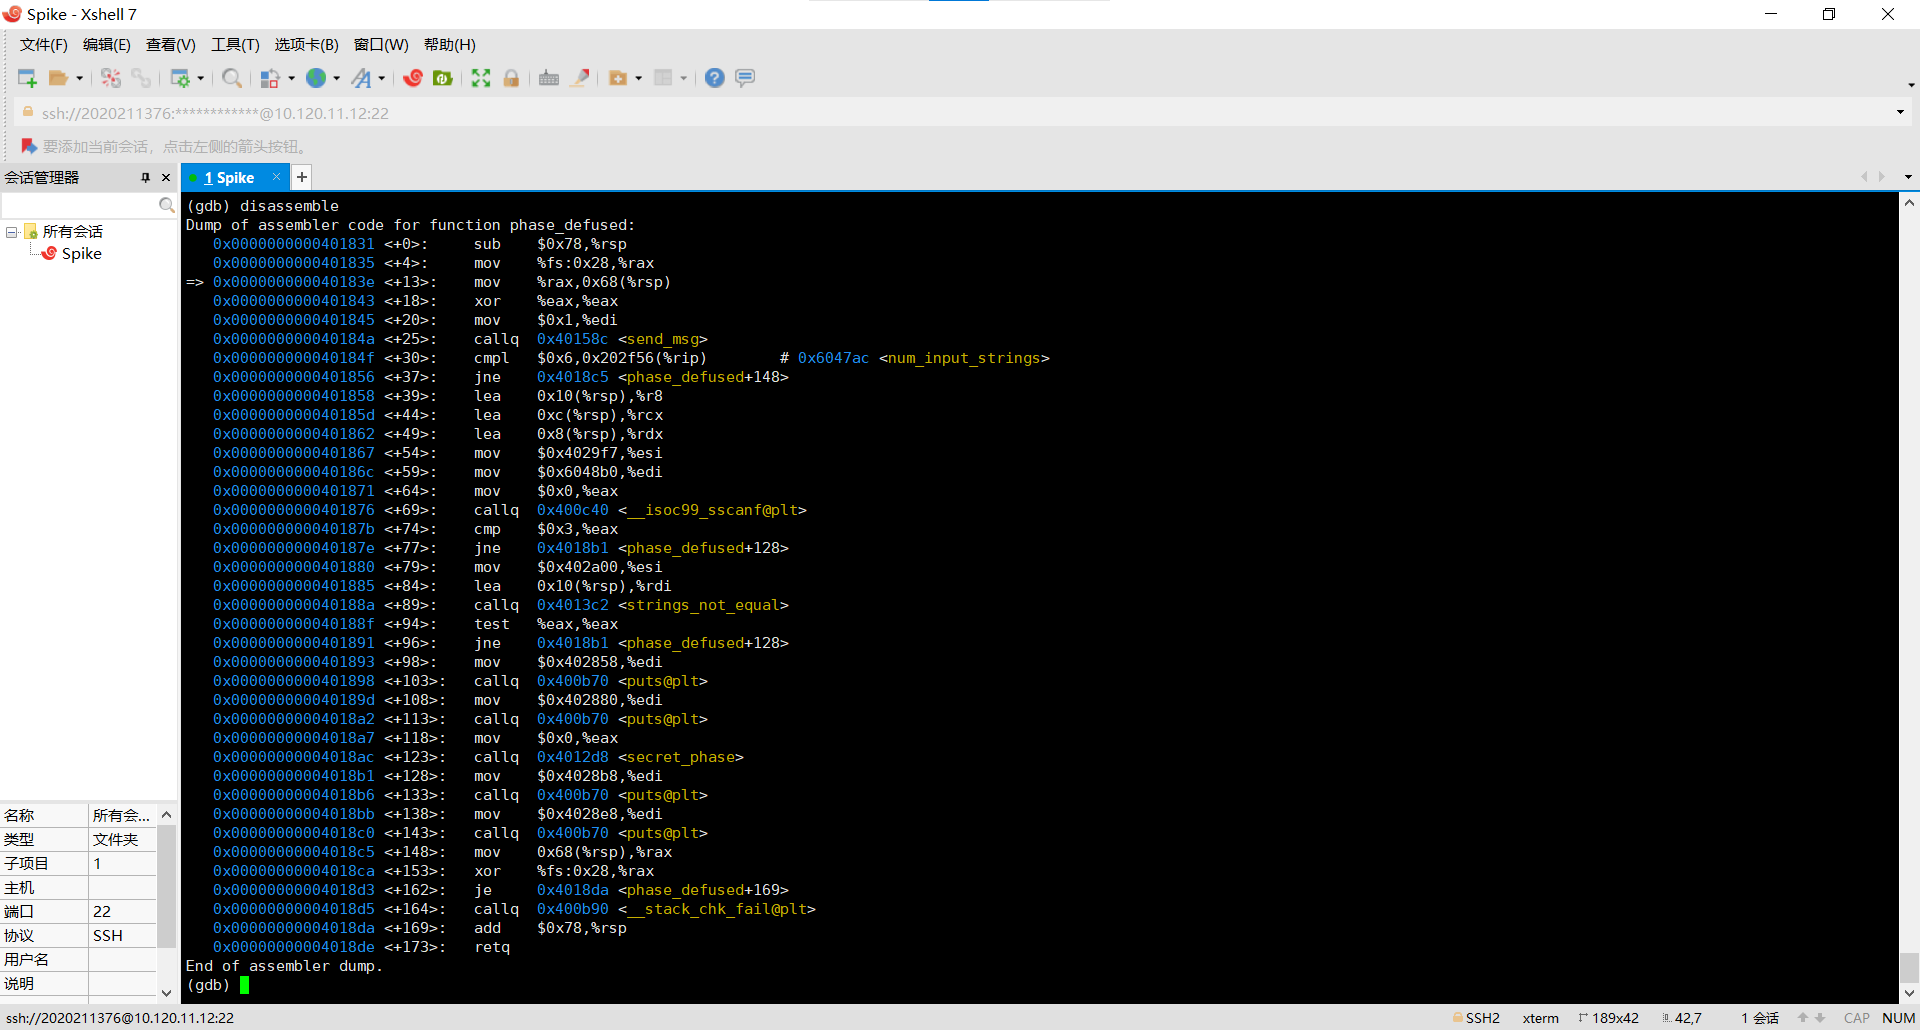 Spike - Xshell 7
文件(F) 编辑(E) 查看(V) 工具(T) 选项卡(B) 窗口(W) 帮助(H)
ssh://2020211376:************@10.120.11.12:22
要添加当前会话，点击左侧的箭头按钮。
会话管理器
1 Spike
所有会话
Spike
(gdb) disassemble
Dump of assembler code for function phase_defused:
0x0000000000401831 <+0>: sub $0x78,%rsp
0x0000000000401835 <+4>: mov %fs:0x28,%rax
=> 0x000000000040183e <+13>: mov %rax,0x68(%rsp)
0x0000000000401843 <+18>: xor %eax,%eax
0x0000000000401845 <+20>: mov $0x1,%edi
0x000000000040184a <+25>: callq 0x40158c <send_msg>
0x000000000040184f <+30>: cmpl $0x6,0x202f56(%rip) # 0x6047ac <num_input_strings>
0x0000000000401856 <+37>: jne 0x4018c5 <phase_defused+148>
0x0000000000401858 <+39>: lea 0x10(%rsp),%r8
0x000000000040185d <+44>: lea 0xc(%rsp),%rcx
0x0000000000401862 <+49>: lea 0x8(%rsp),%rdx
0x0000000000401867 <+54>: mov $0x4029f7,%esi
0x000000000040186c <+59>: mov $0x6048b0,%edi
0x0000000000401871 <+64>: mov $0x0,%eax
0x0000000000401876 <+69>: callq 0x400c40 <__isoc99_sscanf@plt>
0x000000000040187b <+74>: cmp $0x3,%eax
0x000000000040187e <+77>: jne 0x4018b1 <phase_defused+128>
0x0000000000401880 <+79>: mov $0x402a00,%esi
0x0000000000401885 <+84>: lea 0x10(%rsp),%rdi
0x000000000040188a <+89>: callq 0x4013c2 <strings_not_equal>
0x000000000040188f <+94>: test %eax,%eax
0x0000000000401891 <+96>: jne 0x4018b1 <phase_defused+128>
0x0000000000401893 <+98>: mov $0x402858,%edi
0x0000000000401898 <+103>: callq 0x400b70 <puts@plt>
0x000000000040189d <+108>: mov $0x402880,%edi
0x00000000004018a2 <+113>: callq 0x400b70 <puts@plt>
0x00000000004018a7 <+118>: mov $0x0,%eax
0x00000000004018ac <+123>: callq 0x4012d8 <secret_phase>
0x00000000004018b1 <+128>: mov $0x4028b8,%edi
0x00000000004018b6 <+133>: callq 0x400b70 <puts@plt>
0x00000000004018bb <+138>: mov $0x4028e8,%edi
0x00000000004018c0 <+143>: callq 0x400b70 <puts@plt>
0x00000000004018c5 <+148>: mov 0x68(%rsp),%rax
0x00000000004018ca <+153>: xor %fs:0x28,%rax
0x00000000004018d3 <+162>: je 0x4018da <phase_defused+169>
0x00000000004018d5 <+164>: callq 0x400b90 <__stack_chk_fail@plt>
0x00000000004018da <+169>: add $0x78,%rsp
0x00000000004018de <+173>: retq
End of assembler dump.
(gdb)
名称 所有会...
类型 文件夹
子项目 1
主机
端口 22
协议 SSH
用户名
说明
ssh://2020211376@10.120.11.12:22 SSH2 xterm 189x42 42,7 1 会话 CAP NUM